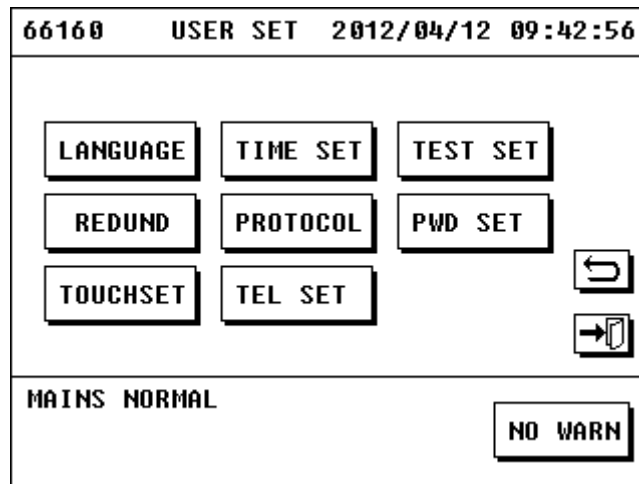 66160 USER SET 2012/04/12 09:42:56
LANGUAGE TIME SET TEST SET
REDUND PROTOCOL PWD SET
TOUCHSET TEL SET
MAINS NORMAL
NO WARN